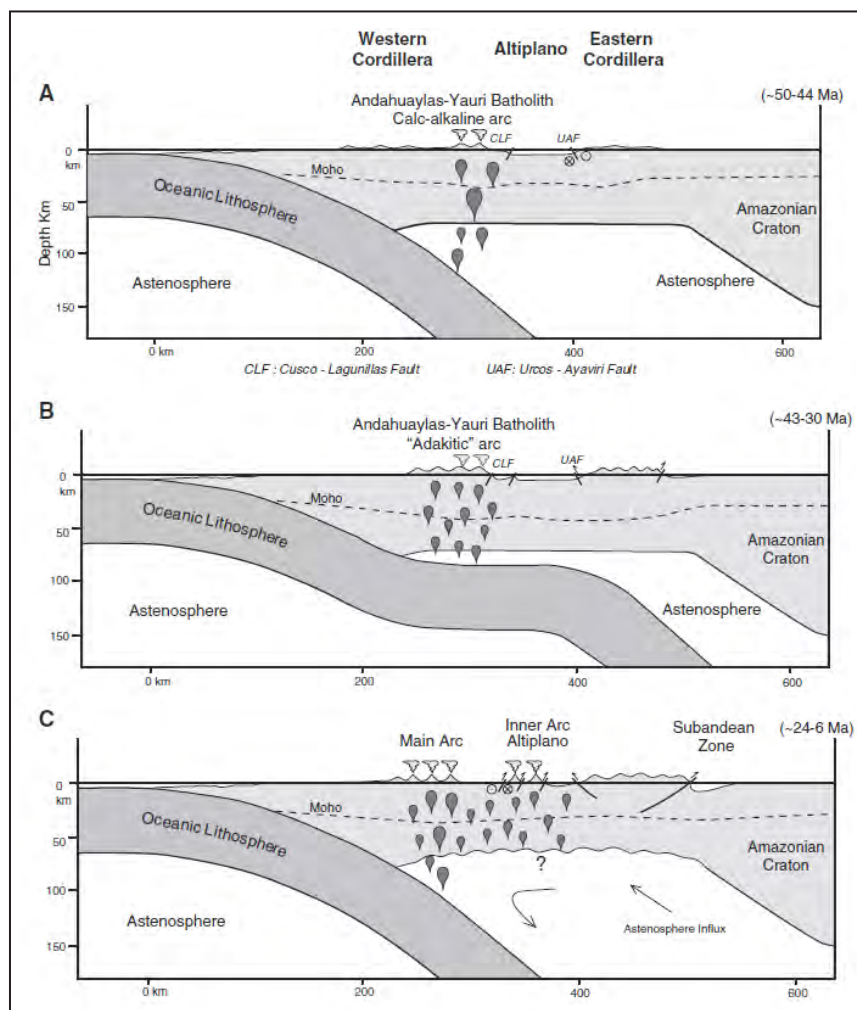 Western Cordillera
Altiplano
Eastern Cordillera
A
(~50-44 Ma)
Andahuaylas-Yauri Batholith
Calc-alkaline arc
CLF
UAF
0
km
50
100
150
Depth Km
Moho
Oceanic Lithosphere
Amazonian
Craton
Astenosphere
Astenosphere
0 km
200
400
600
CLF : Cusco - Lagunillas Fault
UAF: Urcos - Ayaviri Fault
B
(~43-30 Ma)
Andahuaylas-Yauri Batholith
“Adakitic” arc
CLF
UAF
0
km
50
100
150
Moho
Oceanic Lithosphere
Amazonian
Craton
Astenosphere
Astenosphere
0 km
200
400
600
C
(~24-6 Ma)
Main Arc
Inner Arc
Altiplano
Subandean
Zone
0
km
50
100
150
Moho
Oceanic Lithosphere
Amazonian
Craton
?
Astenosphere
Astenosphere Influx
0 km
200
400
600